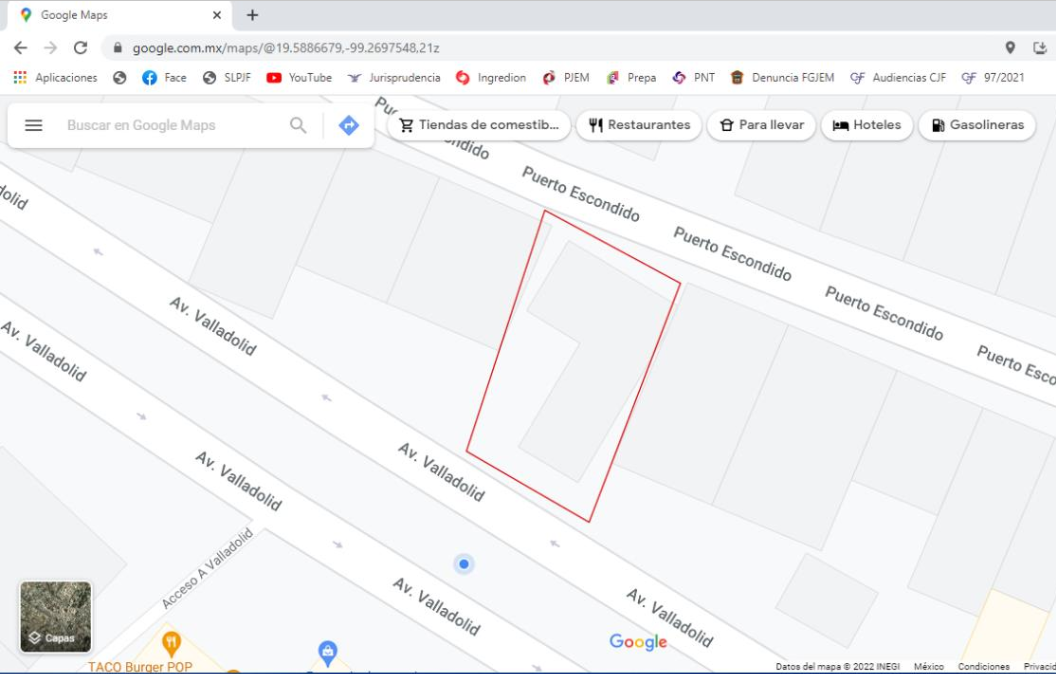 Google Maps
google.com.mx/maps/@19.5886679,-99.2697548,21z
Aplicaciones
Face
SLPJF
YouTube
Jurisprudencia
Ingredion
PJEM
Prepa
PNT
Denuncia FGJEM
Audiencias CJF
97/2021
Buscar en Google Maps
Tiendas de comestib...
Restaurantes
Para llevar
Hoteles
Gasolineras
Puerto Escondido
Puerto Escondido
Puerto Escondido
Puerto Esco
Av. Valladolid
Av. Valladolid
Av. Valladolid
Av. Valladolid
Av. Valladolid
Av. Valladolid
Acceso A Valladolid
Capas
TACO Burger POP
Google
Datos del mapa © 2022 INEGI
México
Condiciones
Privacid